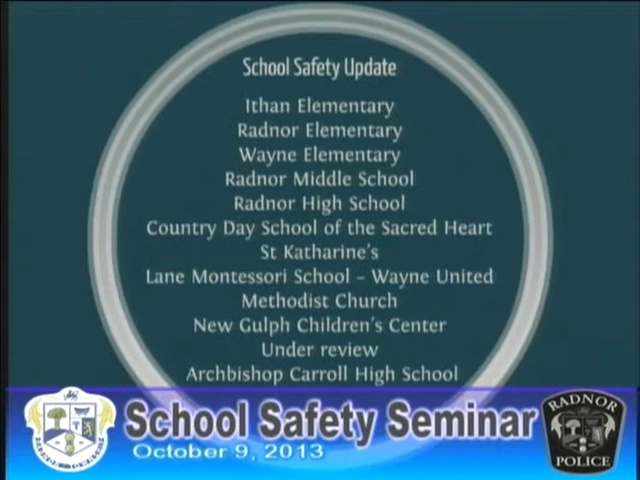 School Safety Update
Ithan Elementary
Radnor Elementary
Wayne Elementary
Radnor Middle School
Radnor High School
Country Day School of the Sacred Heart
St Katharine's
Lane Montessori School – Wayne United
Methodist Church
New Gulph Children's Center
Under review
Archbishop Carroll High School
School Safety Seminar
October 9, 2013
RADNOR
POLICE